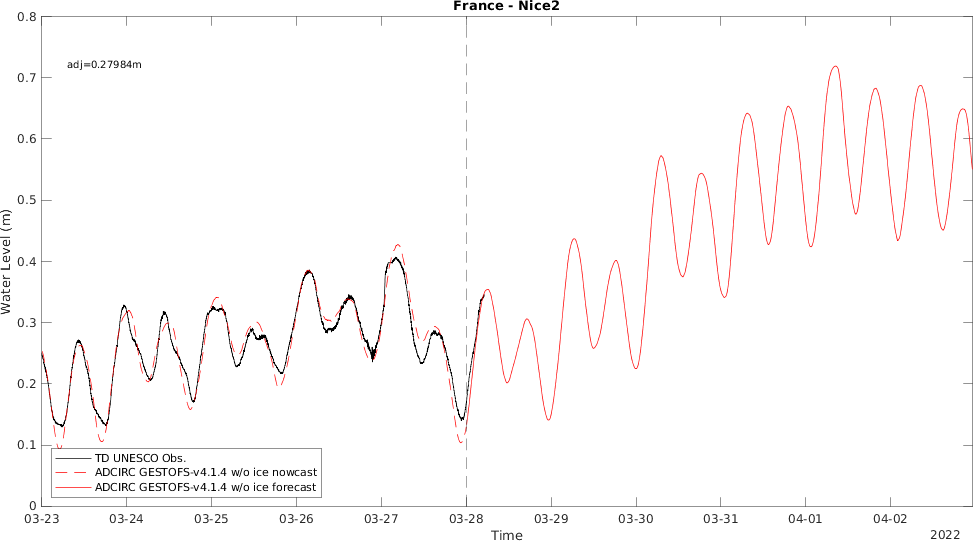 France - Nice2
adj=0.27984m
Water Level (m)
0.8
0.7
0.6
0.5
0.4
0.3
0.2
0.1
0
TD UNESCO Obs.
ADCIRC GESTOFS-v4.1.4 w/o ice nowcast
ADCIRC GESTOFS-v4.1.4 w/o ice forecast
03-23 03-24 03-25 03-26 03-27 03-28 03-29 03-30 03-31 04-01 04-02
Time
2022